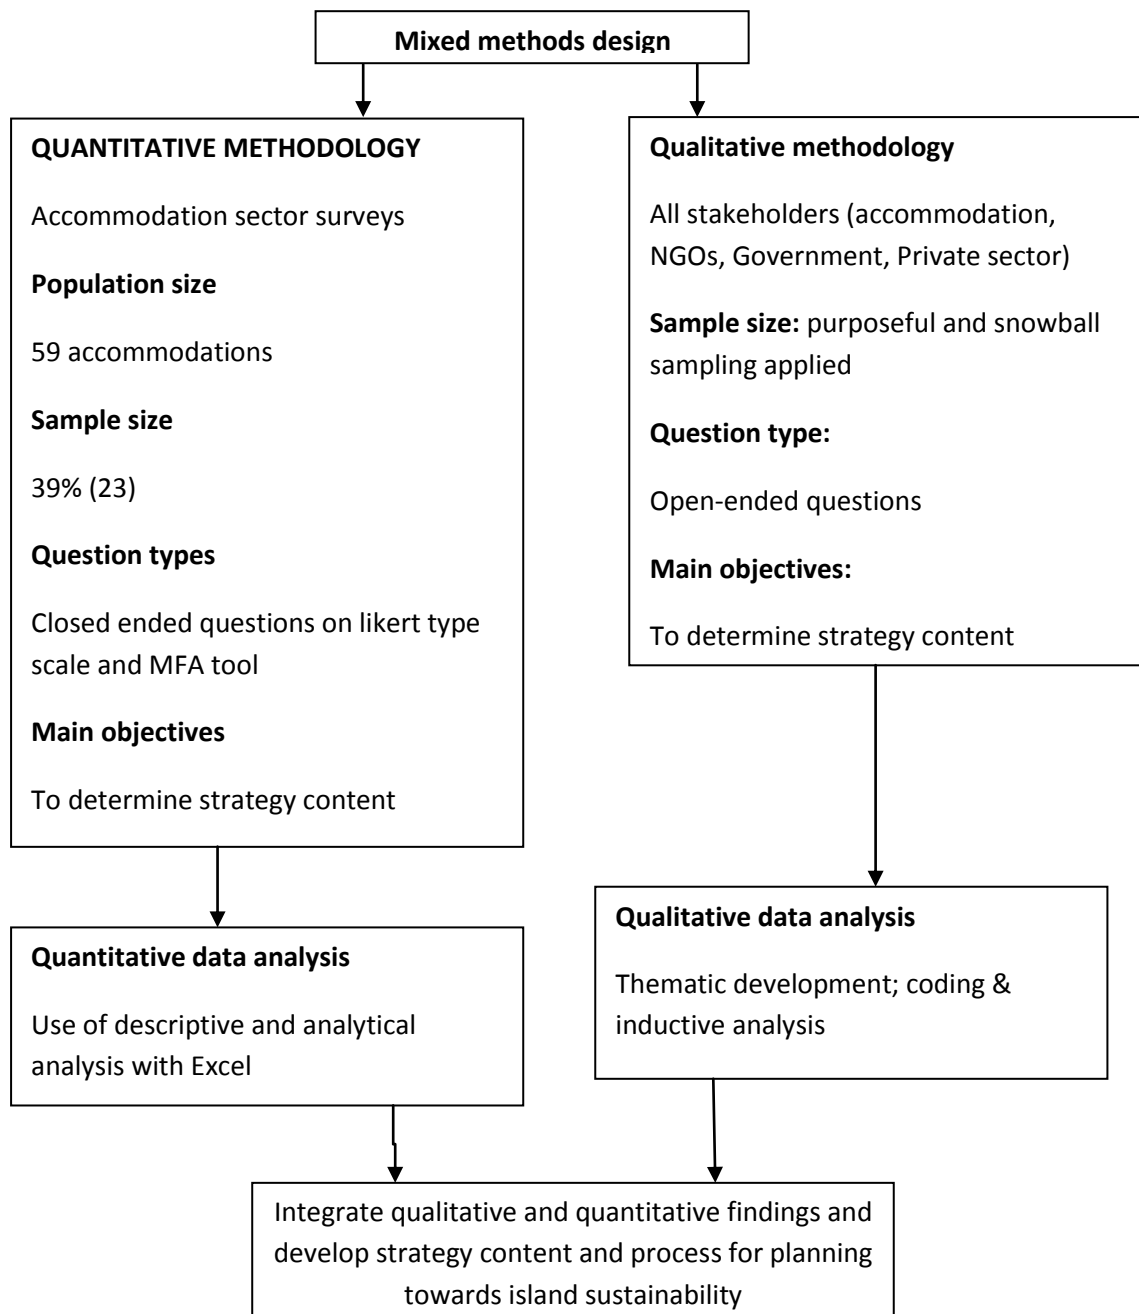 Mixed methods design
QUANTITATIVE METHODOLOGY
Accommodation sector surveys
Population size
59 accommodations
Sample size
39% (23)
Question types
Closed ended questions on likert type
scale and MFA tool
Main objectives
To determine strategy content
Qualitative methodology
All stakeholders (accommodation,
NGOs, Government, Private sector)
Sample size: purposeful and snowball
sampling applied
Question type:
Open-ended questions
Main objectives:
To determine strategy content
Quantitative data analysis
Use of descriptive and analytical
analysis with Excel
Qualitative data analysis
Thematic development; coding &
inductive analysis
Integrate qualitative and quantitative findings and
develop strategy content and process for planning
towards island sustainability